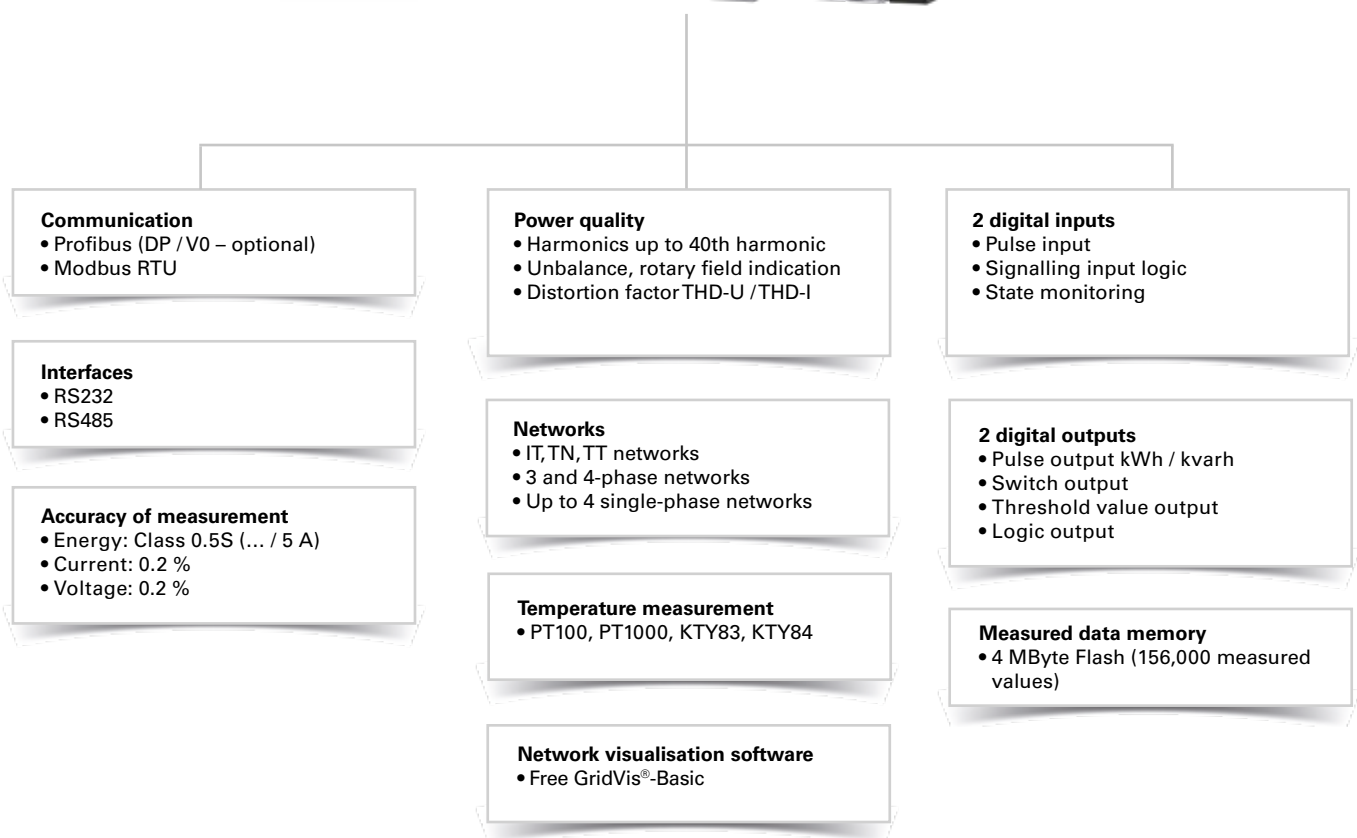 Communication
• Profibus (DP / V0 – optional)
• Modbus RTU
Interfaces
• RS232
• RS485
Accuracy of measurement
• Energy: Class 0.5S (… / 5 A)
• Current: 0.2 %
• Voltage: 0.2 %
Power quality
• Harmonics up to 40th harmonic
• Unbalance, rotary field indication
• Distortion factor THD-U / THD-I
Networks
• IT, TN, TT networks
• 3 and 4-phase networks
• Up to 4 single-phase networks
Temperature measurement
• PT100, PT1000, KTY83, KTY84
Network visualisation software
• Free GridVis®-Basic
2 digital inputs
• Pulse input
• Signalling input logic
• State monitoring
2 digital outputs
• Pulse output kWh / kvarh
• Switch output
• Threshold value output
• Logic output
Measured data memory
• 4 MByte Flash (156,000 measured
values)